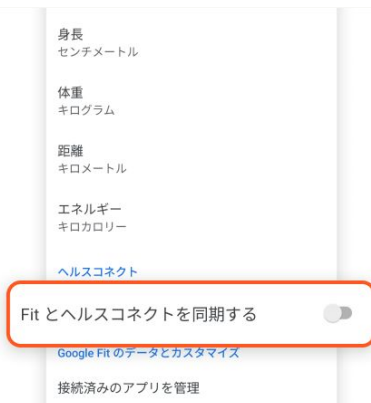 身長
センチメートル
体重
キログラム
距離
キロメートル
エネルギー
キロカロリー
ヘルスコネクト
Fit とヘルスコネクトを同期する
Google Fit のデータとカスタマイズ
接続済みのアプリを管理